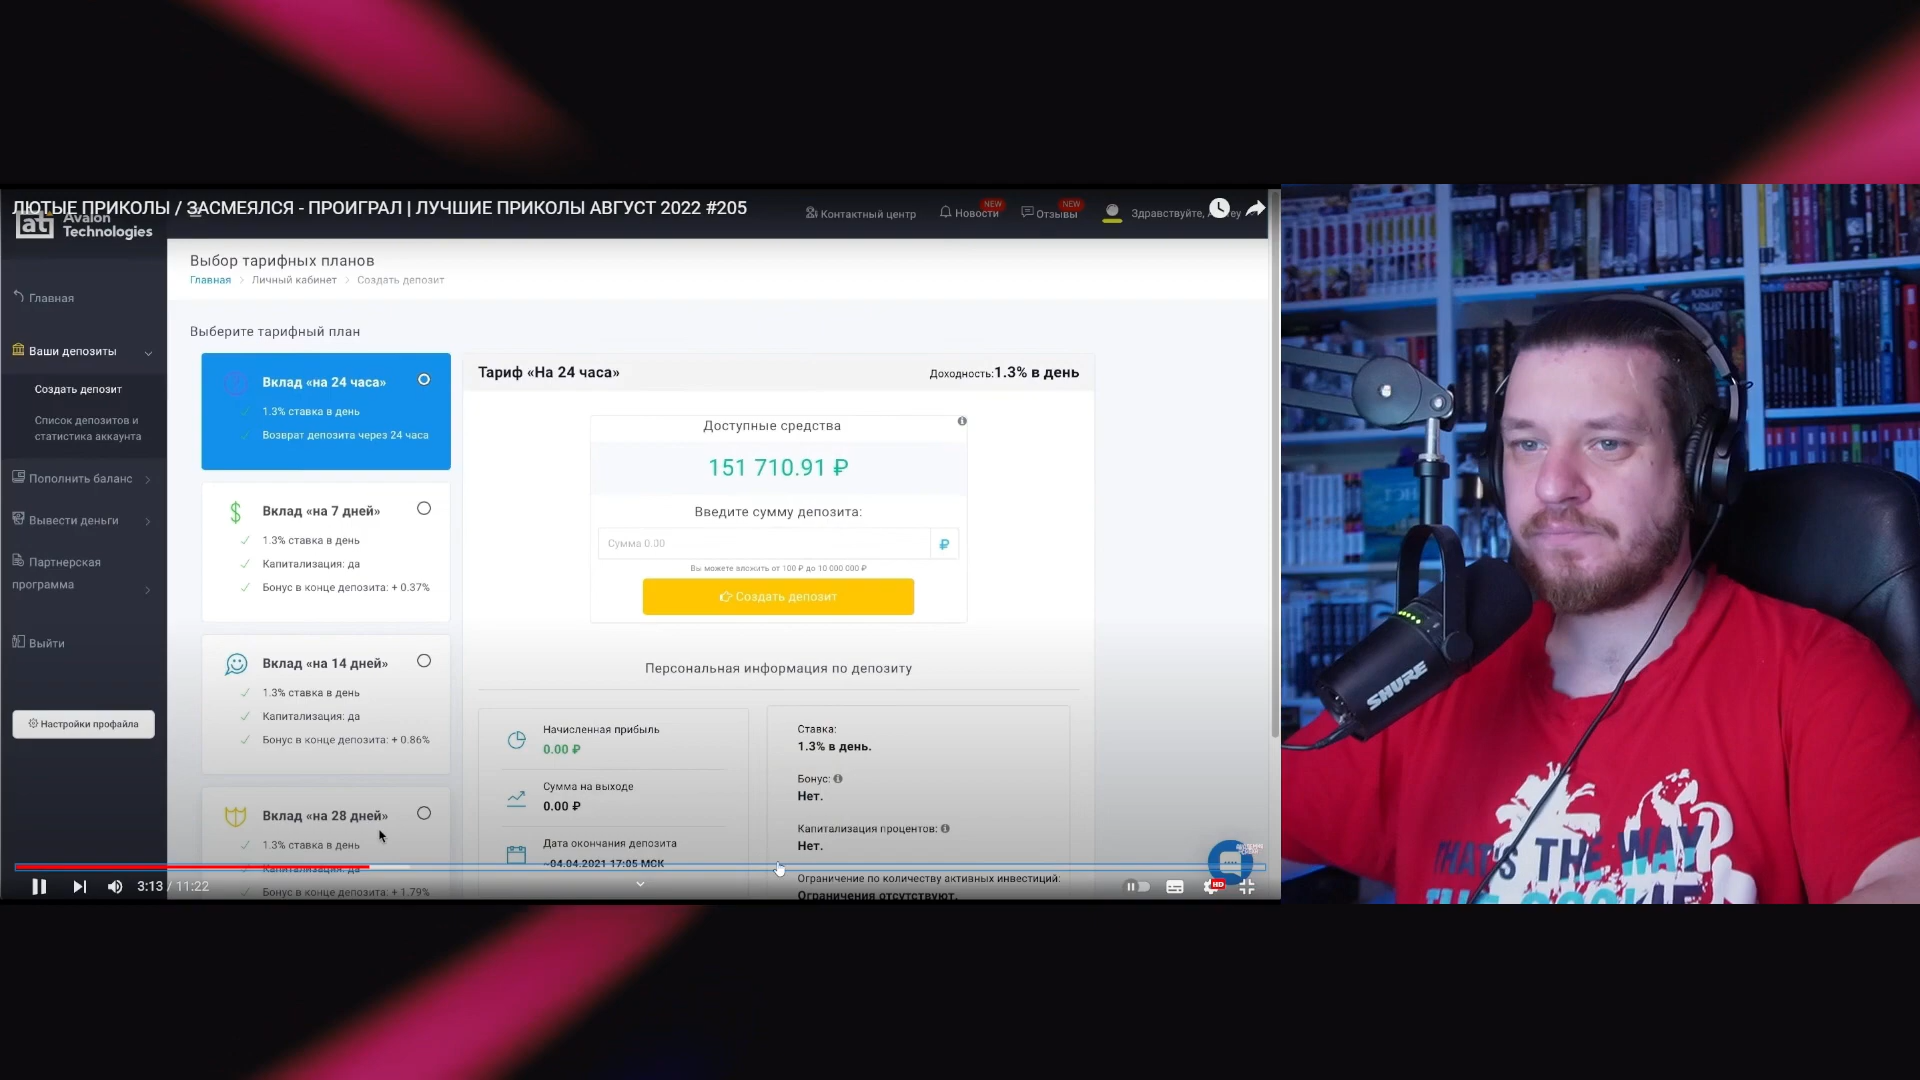 ЛЮТЫЕ ПРИКОЛЫ / ЗАСМЕЯЛСЯ - ПРОИГРАЛ | ЛУЧШИЕ ПРИКОЛЫ АВГУСТ 2022 #205
at Avalon
Technologies
Контактный центр
Новости NEW
Отзывы NEW
Здравствуйте,
Главная
Ваши депозиты
Создать депозит
Список депозитов и
статистика аккаунта
Пополнить баланс
Вывести деньги
Партнерская
программа
Выйти
Настройки профайла
Выбор тарифных планов
Главная > Личный кабинет > Создать депозит
Выберите тарифный план
Вклад «на 24 часа»
1.3% ставка в день
Возврат депозита через 24 часа
Вклад «на 7 дней»
1.3% ставка в день
Капитализация: да
Бонус в конце депозита: + 0.37%
Вклад «на 14 дней»
1.3% ставка в день
Капитализация: да
Бонус в конце депозита: + 0.86%
Вклад «на 28 дней»
1.3% ставка в день
Капитализация: да
Бонус в конце депозита: + 1.79%
Тариф «На 24 часа»
Доходность:1.3% в день
Доступные средства
151 710.91 ₽
Введите сумму депозита:
Сумма 0.00
₽
Вы можете вложить от 100 ₽ до 10 000 000 ₽
Создать депозит
Персональная информация по депозиту
Начисленная прибыль
0.00 ₽
Сумма на выходе
0.00 ₽
Дата окончания депозита
~04.04.2021 17:05 МСК
Ставка:
1.3% в день.
Бонус:
Нет.
Капитализация процентов:
Нет.
Ограничение по количеству активных инвестиций:
Ограничения отсутствуют.
3:13 / 11:22
HD
SHURE
THAT'S THE WAY